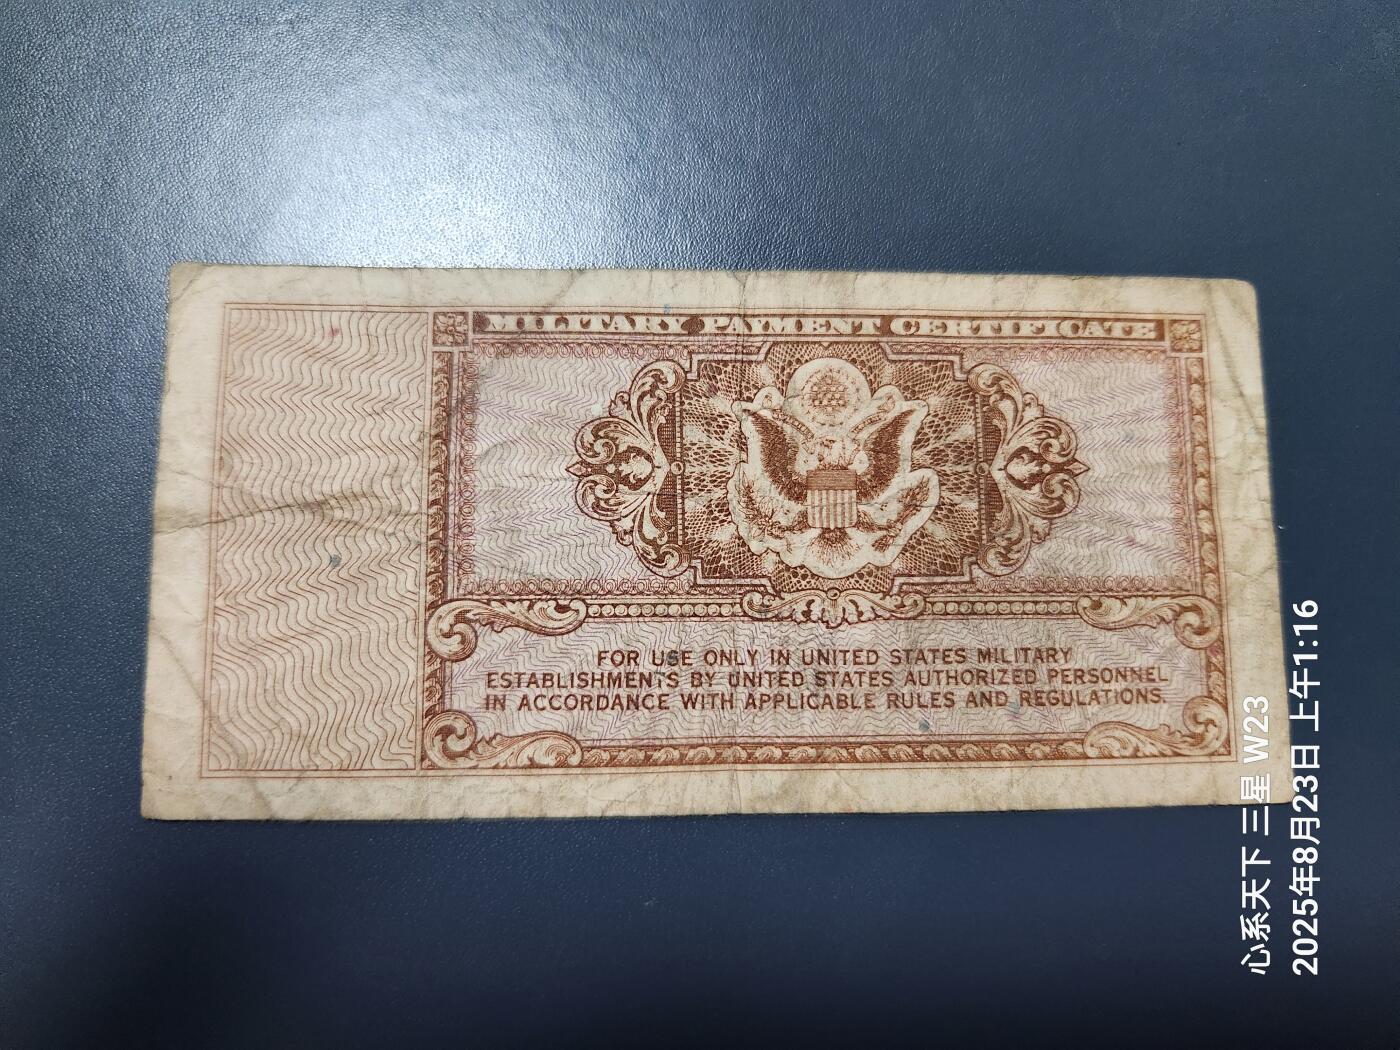 MILITARY PAYMENT CERTIFICATE
FOR USE ONLY IN UNITED STATES MILITARY
ESTABLISHMENTS BY UNITED STATES AUTHORIZED PERSONNEL
IN ACCORDANCE WITH APPLICABLE RULES AND REGULATIONS.
心系天下 三星 W23
2025年8月23日 上午1:16